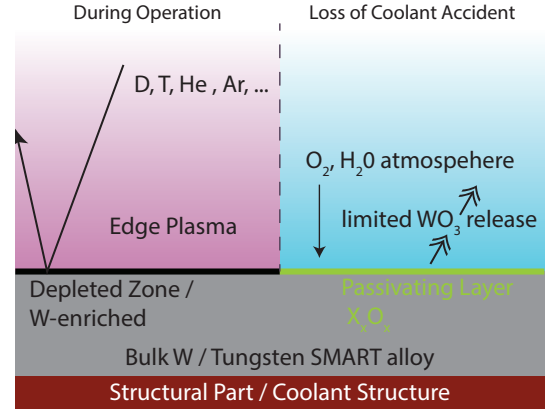 During Operation
Loss of Coolant Accident
D, T, He , Ar, ...
O₂, H₂0 atmospehere
limited WO₃ release
Edge Plasma
Depleted Zone /
W-enriched
Passivating Layer
XₓOₓ
Bulk W / Tungsten SMART alloy
Structural Part / Coolant Structure